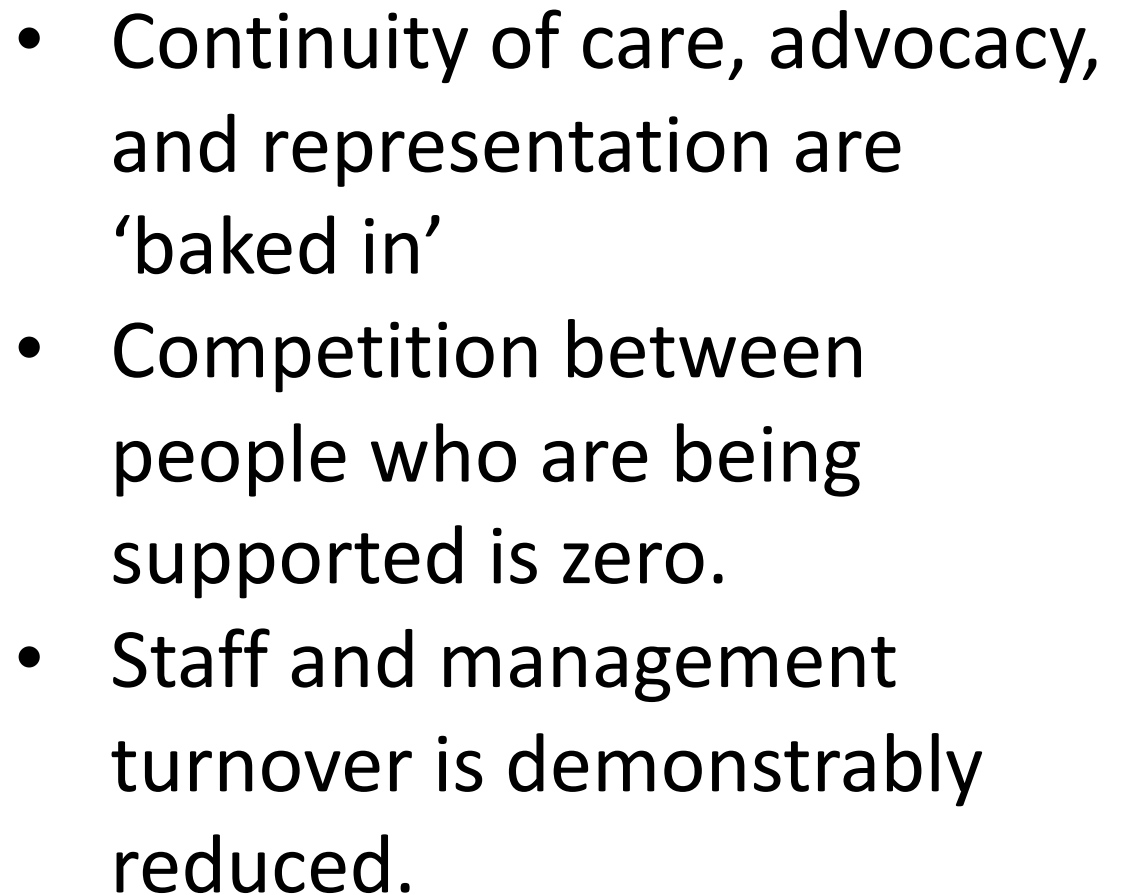 • Continuity of care, advocacy,
and representation are
‘baked in’
• Competition between
people who are being
supported is zero.
• Staff and management
turnover is demonstrably
reduced.